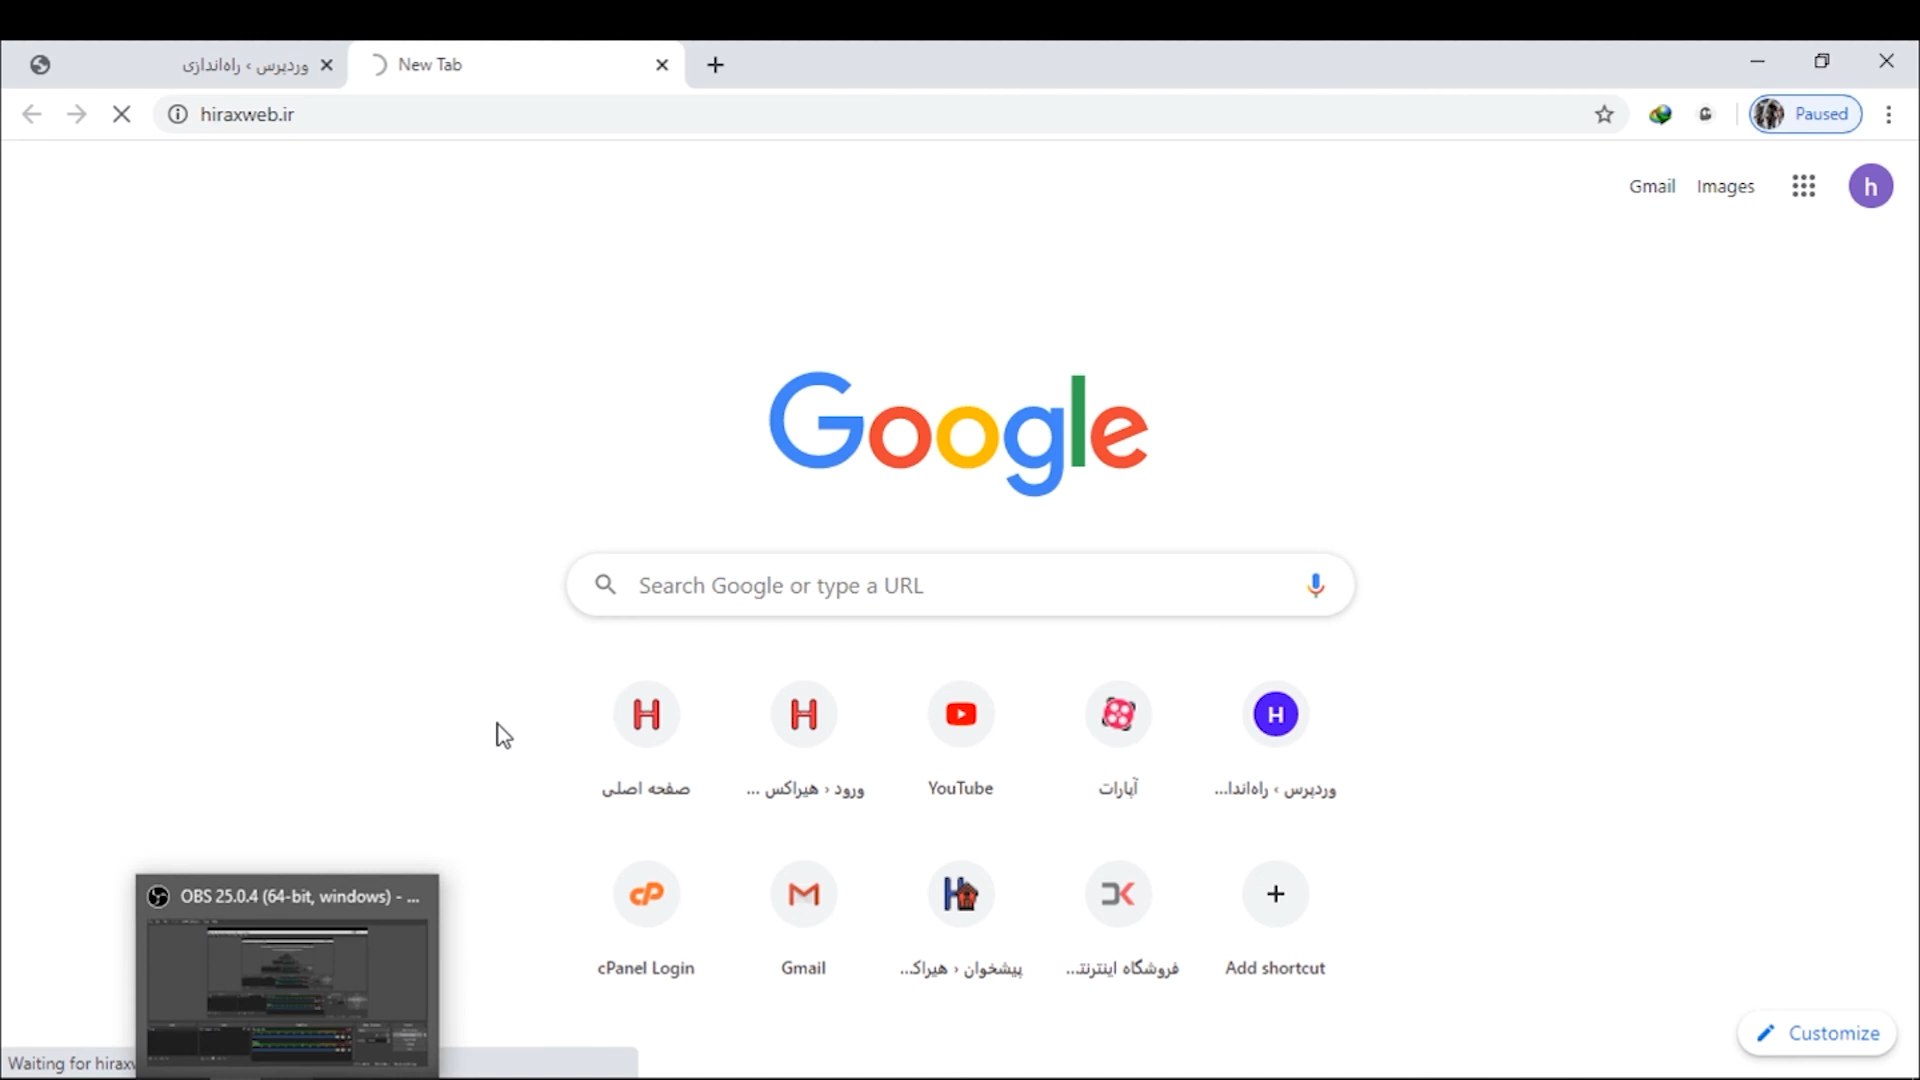 وردپرس › راه‌اندازی
New Tab
hiraxweb.ir
Paused
Gmail
Images
h
Google
Search Google or type a URL
صفحه اصلی
ورود ‹ هیراکس ...
YouTube
آپارات
وردپرس › راه‌اندا...
cPanel Login
Gmail
پیشخوان ‹ هیراک...
فروشگاه اینترنتـ...
Add shortcut
OBS 25.0.4 (64-bit, windows) - ...
Waiting for hiraxw
Customize